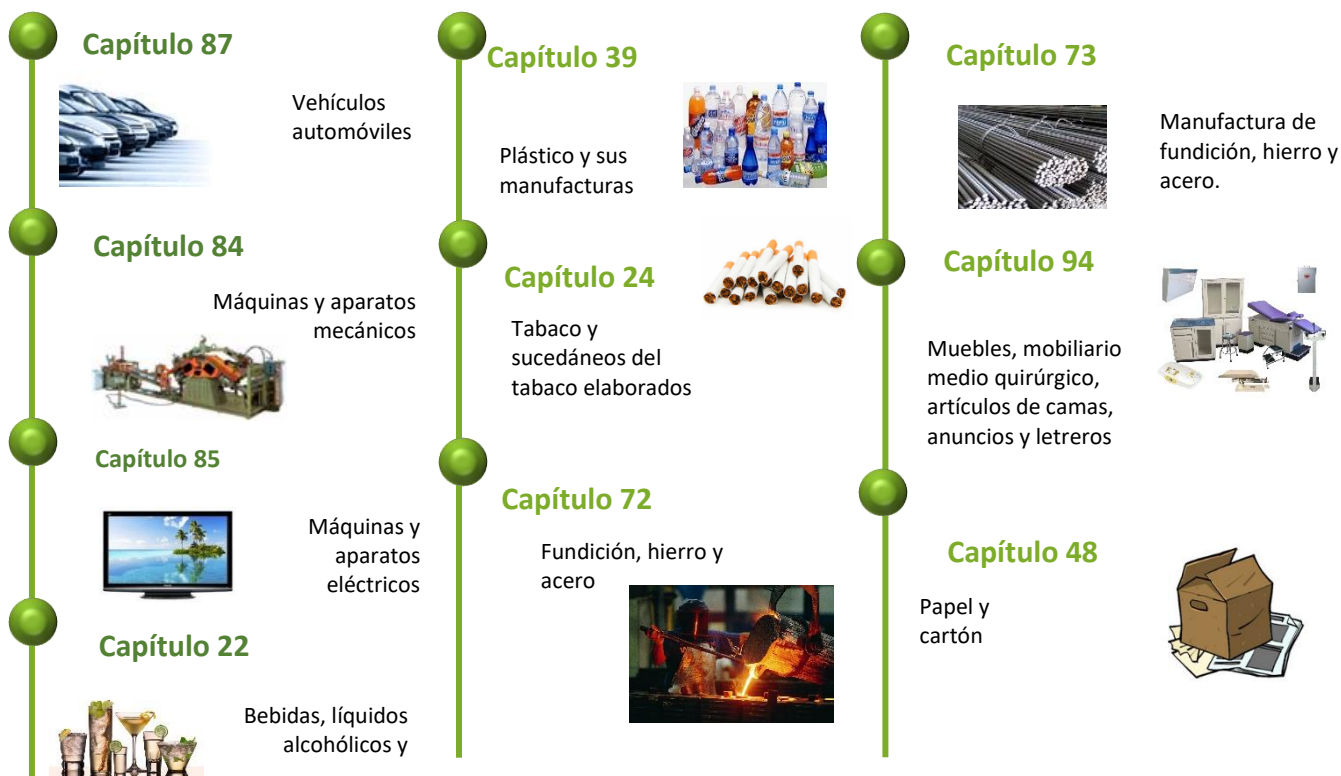 Capítulo 87
Vehículos
automóviles
Capítulo 84
Máquinas y aparatos
mecánicos
Capítulo 85
Máquinas y
aparatos
eléctricos
Capítulo 22
Bebidas, líquidos
alcohólicos y
Capítulo 39
Plástico y sus
manufacturas
Capítulo 24
Tabaco y
sucedáneos del
tabaco elaborados
Capítulo 72
Fundición, hierro y
acero
Capítulo 73
Manufactura de
fundición, hierro y
acero.
Capítulo 94
Muebles, mobiliario
medio quirúrgico,
artículos de camas,
anuncios y letreros
Capítulo 48
Papel y
cartón